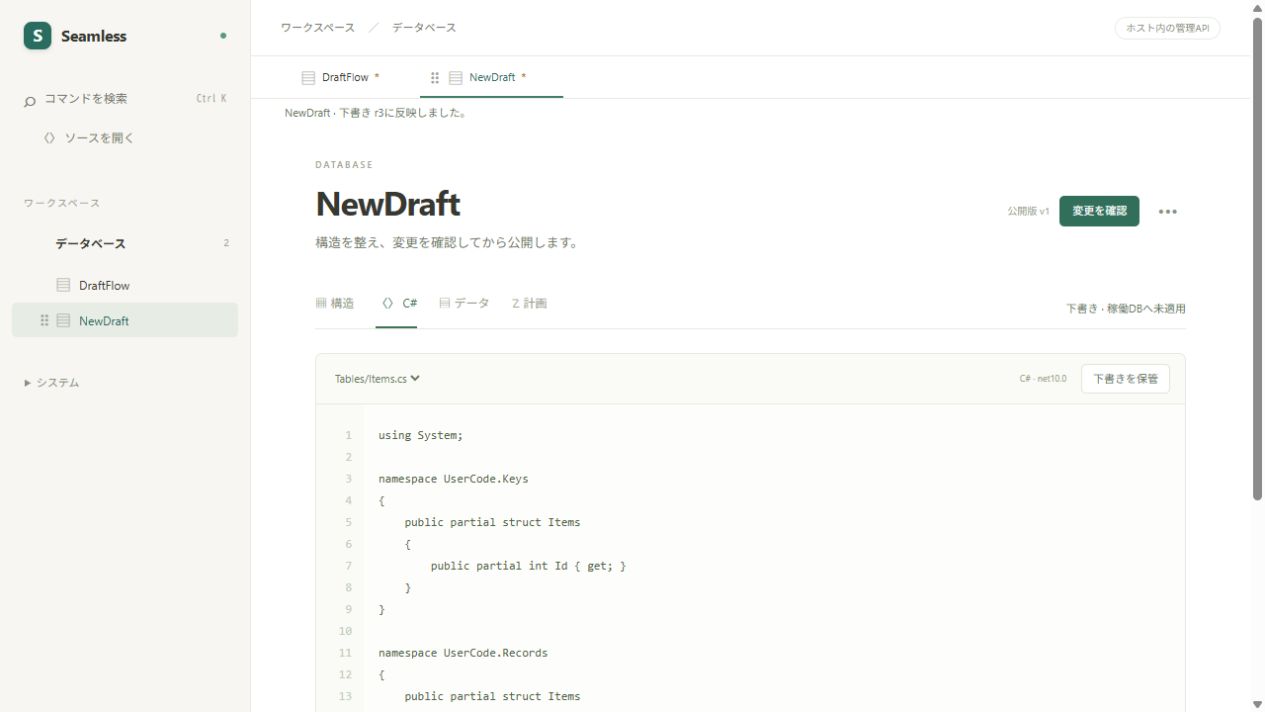 S Seamless
コマンドを検索 Ctrl K
ソースを開く
ワークスペース
データベース 2
DraftFlow
NewDraft
システム
ワークスペース ／ データベース
ホスト内の管理API
DraftFlow *
NewDraft *
NewDraft · 下書き r3に反映しました。
DATABASE
NewDraft
公開版 v1 変更を確認
構造を整え、変更を確認してから公開します。
構造 C# データ Z 計画
下書き · 稼働DBへ未適用
Tables/Items.cs
C# · net10.0 下書きを保管
1 using System;
2
3 namespace UserCode.Keys
4 {
5 public partial struct Items
6 {
7 public partial int Id { get; }
8 }
9 }
10
11 namespace UserCode.Records
12 {
13 public partial struct Items